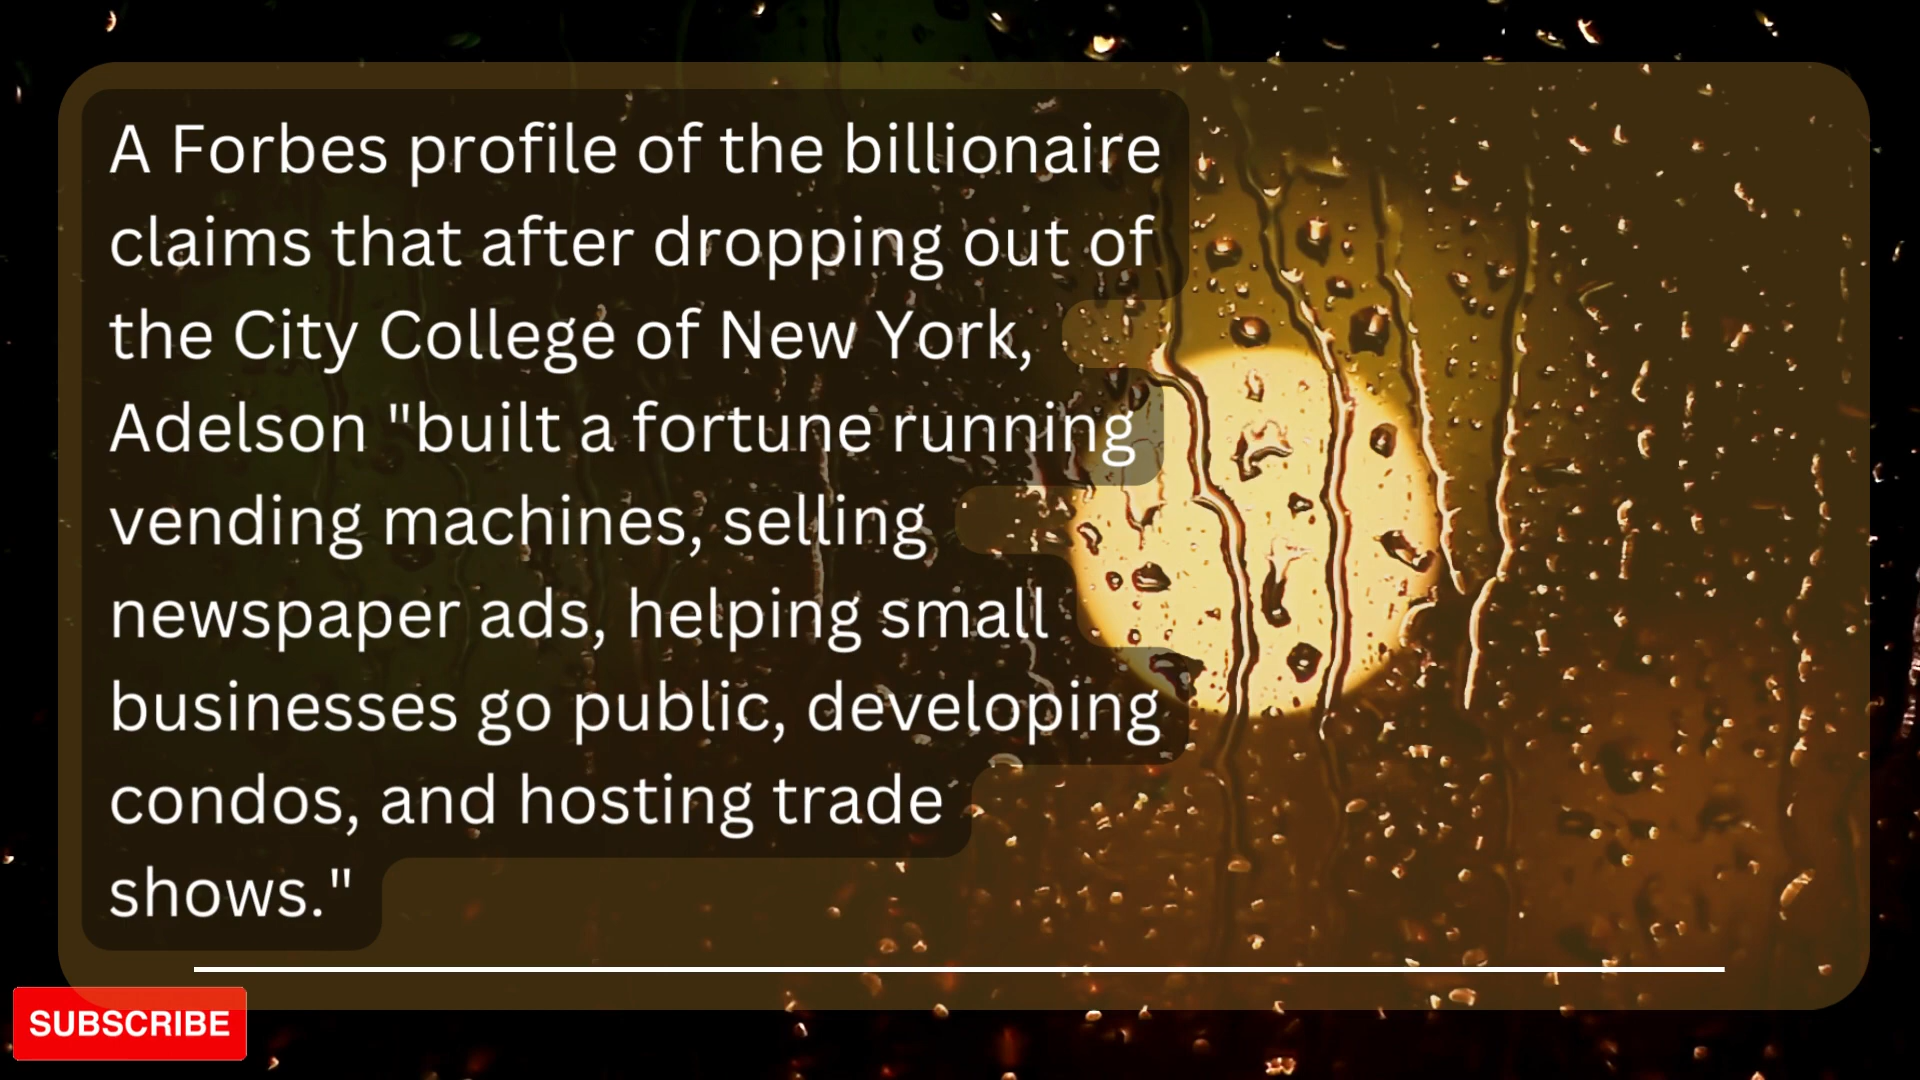 A Forbes profile of the billionaire
claims that after dropping out of
the City College of New York,
Adelson "built a fortune running
vending machines, selling
newspaper ads, helping small
businesses go public, developing
condos, and hosting trade
shows."
SUBSCRIBE